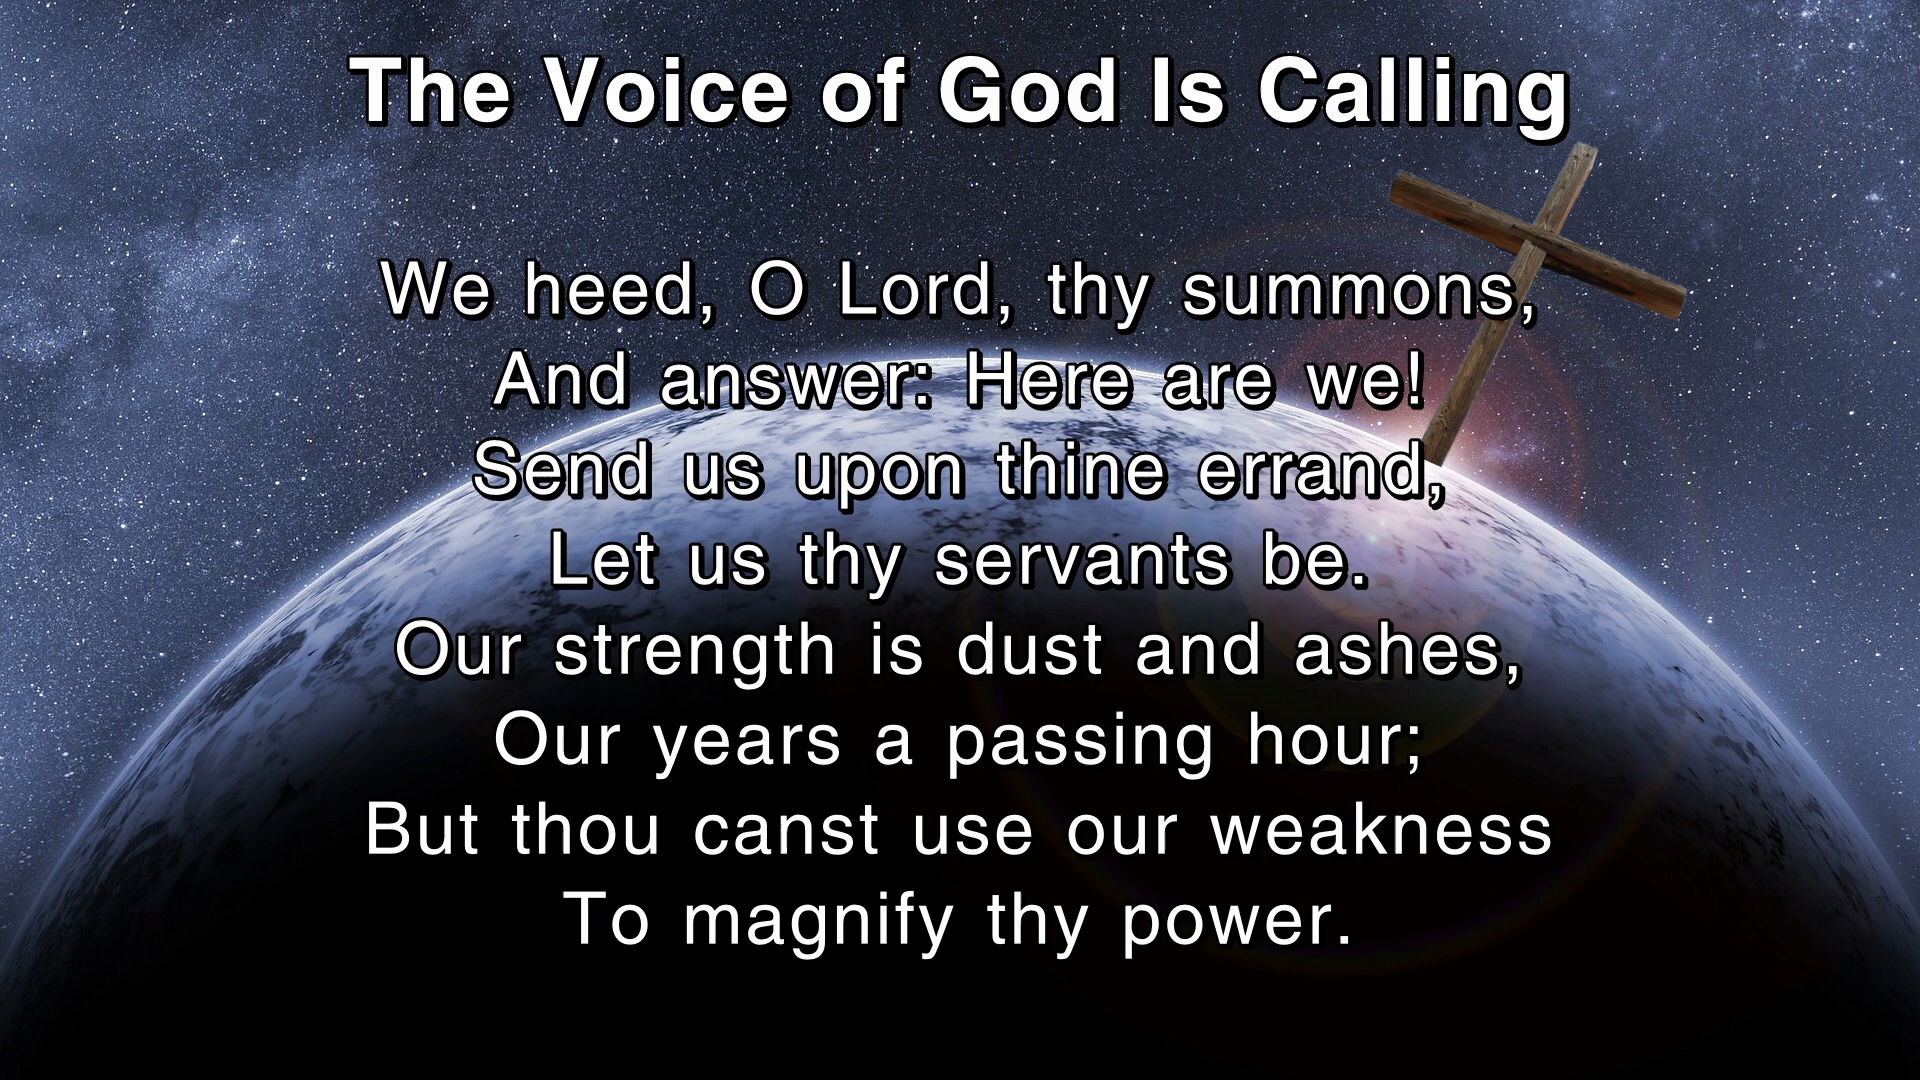 The Voice of God Is Calling
We heed, O Lord, thy summons,
And answer: Here are we!
Send us upon thine errand,
Let us thy servants be.
Our strength is dust and ashes,
Our years a passing hour;
But thou canst use our weakness
To magnify thy power.